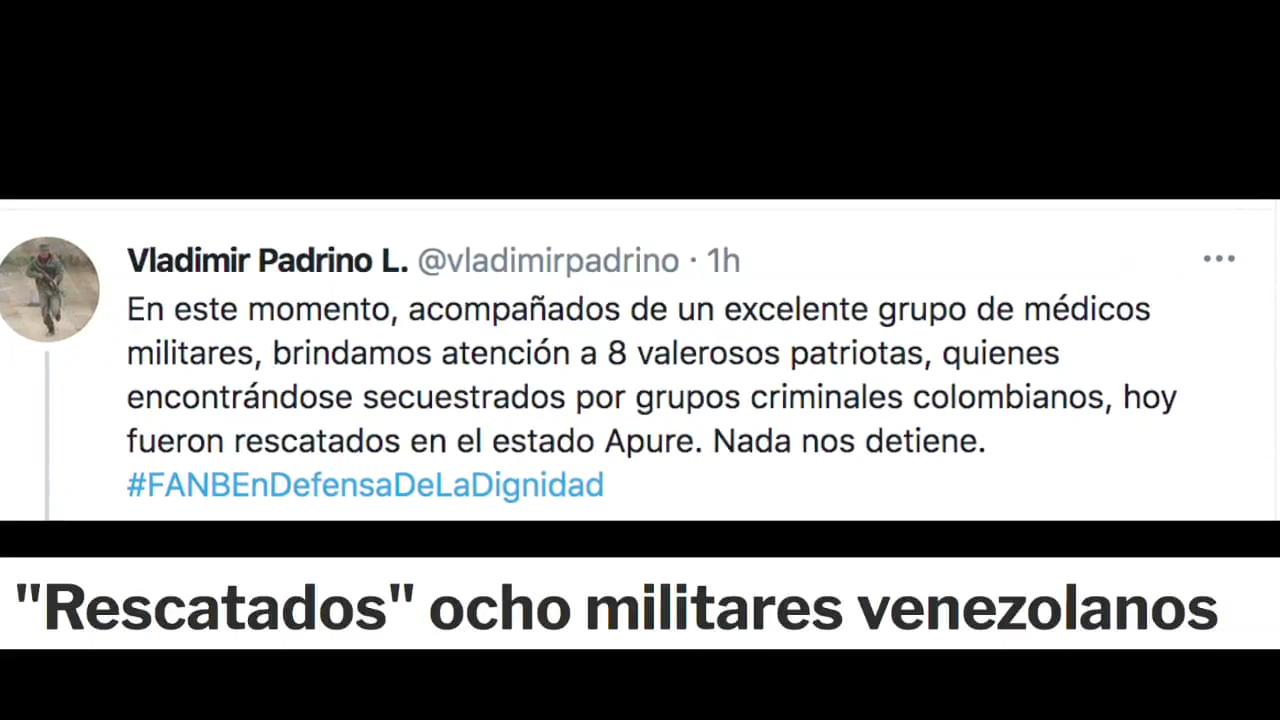 Vladimir Padrino L. @vladimirpadrino · 1h
En este momento, acompañados de un excelente grupo de médicos
militares, brindamos atención a 8 valerosos patriotas, quienes
encontrándose secuestrados por grupos criminales colombianos, hoy
fueron rescatados en el estado Apure. Nada nos detiene.
#FANBEnDefensaDeLaDignidad
"Rescatados" ocho militares venezolanos